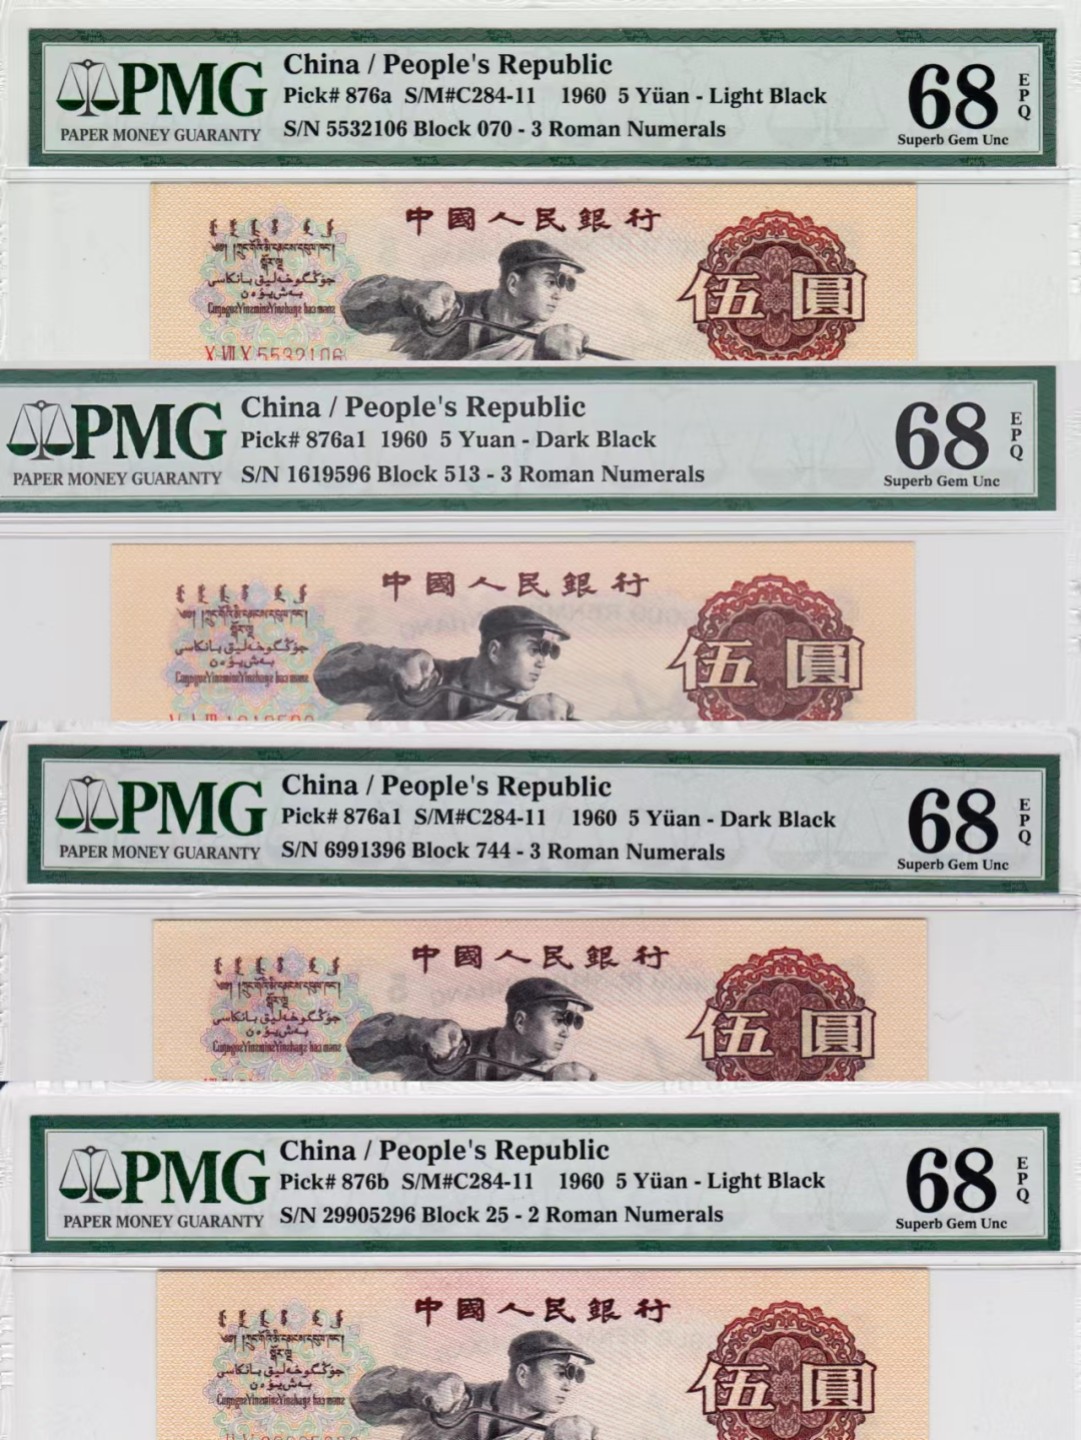 PMG
PAPER MONEY GUARANTY
China / People's Republic
Pick# 876a S/M#C284-11 1960 5 Yüan - Light Black
S/N 5532106 Block 070 - 3 Roman Numerals
68
EPQ
Superb Gem Unc
中國人民銀行
伍圓
X VII X 5532106
PMG
PAPER MONEY GUARANTY
China / People's Republic
Pick# 876a1 1960 5 Yuan - Dark Black
S/N 1619596 Block 513 - 3 Roman Numerals
68
EPQ
Superb Gem Unc
中國人民銀行
伍圓
PMG
PAPER MONEY GUARANTY
China / People's Republic
Pick# 876a1 S/M#C284-11 1960 5 Yüan - Dark Black
S/N 6991396 Block 744 - 3 Roman Numerals
68
EPQ
Superb Gem Unc
中國人民銀行
伍圓
PMG
PAPER MONEY GUARANTY
China / People's Republic
Pick# 876b S/M#C284-11 1960 5 Yüan - Light Black
S/N 29905296 Block 25 - 2 Roman Numerals
68
EPQ
Superb Gem Unc
中國人民銀行
伍圓